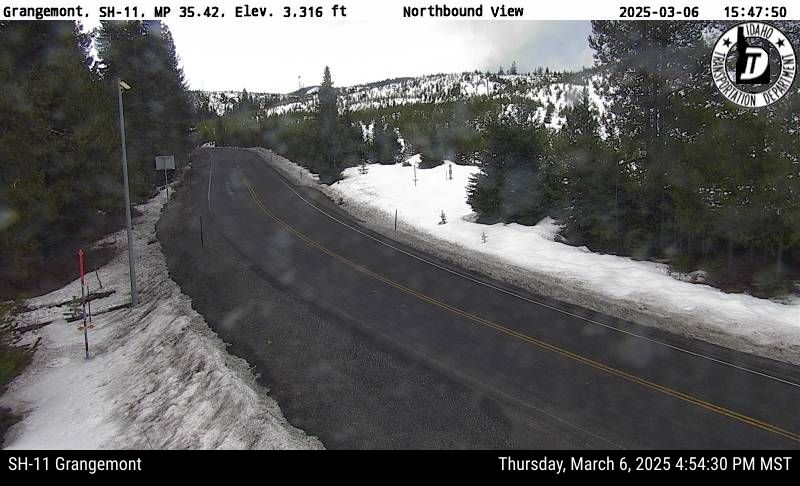 Grangemont, SH-11, MP 35.42, Elev. 3,316 ft Northbound View 2025-03-06 15:47:50
IDAHO
TRANSPORTATION DEPARTMENT
SH-11 Grangemont Thursday, March 6, 2025 4:54:30 PM MST